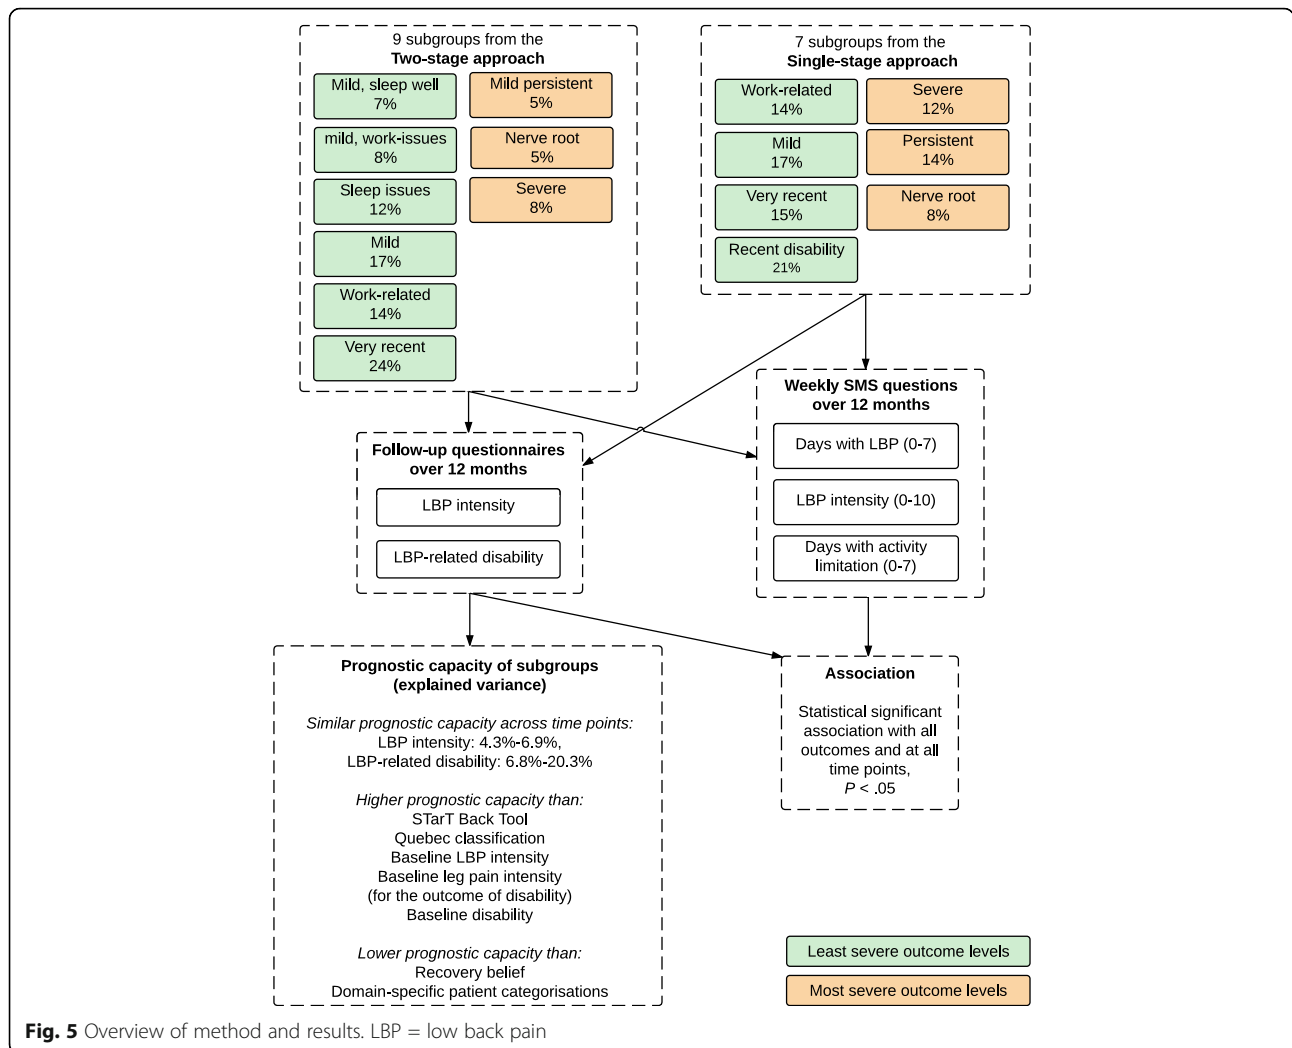 9 subgroups from the
Two-stage approach
Mild, sleep well
7%
mild, work-issues
8%
Sleep issues
12%
Mild
17%
Work-related
14%
Very recent
24%
Mild persistent
5%
Nerve root
5%
Severe
8%
7 subgroups from the
Single-stage approach
Work-related
14%
Mild
17%
Very recent
15%
Recent disability
21%
Severe
12%
Persistent
14%
Nerve root
8%
Follow-up questionnaires
over 12 months
LBP intensity
LBP-related disability
Weekly SMS questions
over 12 months
Days with LBP (0-7)
LBP intensity (0-10)
Days with activity
limitation (0-7)
Prognostic capacity of subgroups
(explained variance)
Similar prognostic capacity across time points:
LBP intensity: 4.3%-6.9%,
LBP-related disability: 6.8%-20.3%
Higher prognostic capacity than:
STarT Back Tool
Quebec classification
Baseline LBP intensity
Baseline leg pain intensity
(for the outcome of disability)
Baseline disability
Lower prognostic capacity than:
Recovery belief
Domain-specific patient categorisations
Association
Statistical significant
association with all
outcomes and at all
time points,
P < .05
Least severe outcome levels
Most severe outcome levels
Fig. 5 Overview of method and results. LBP = low back pain